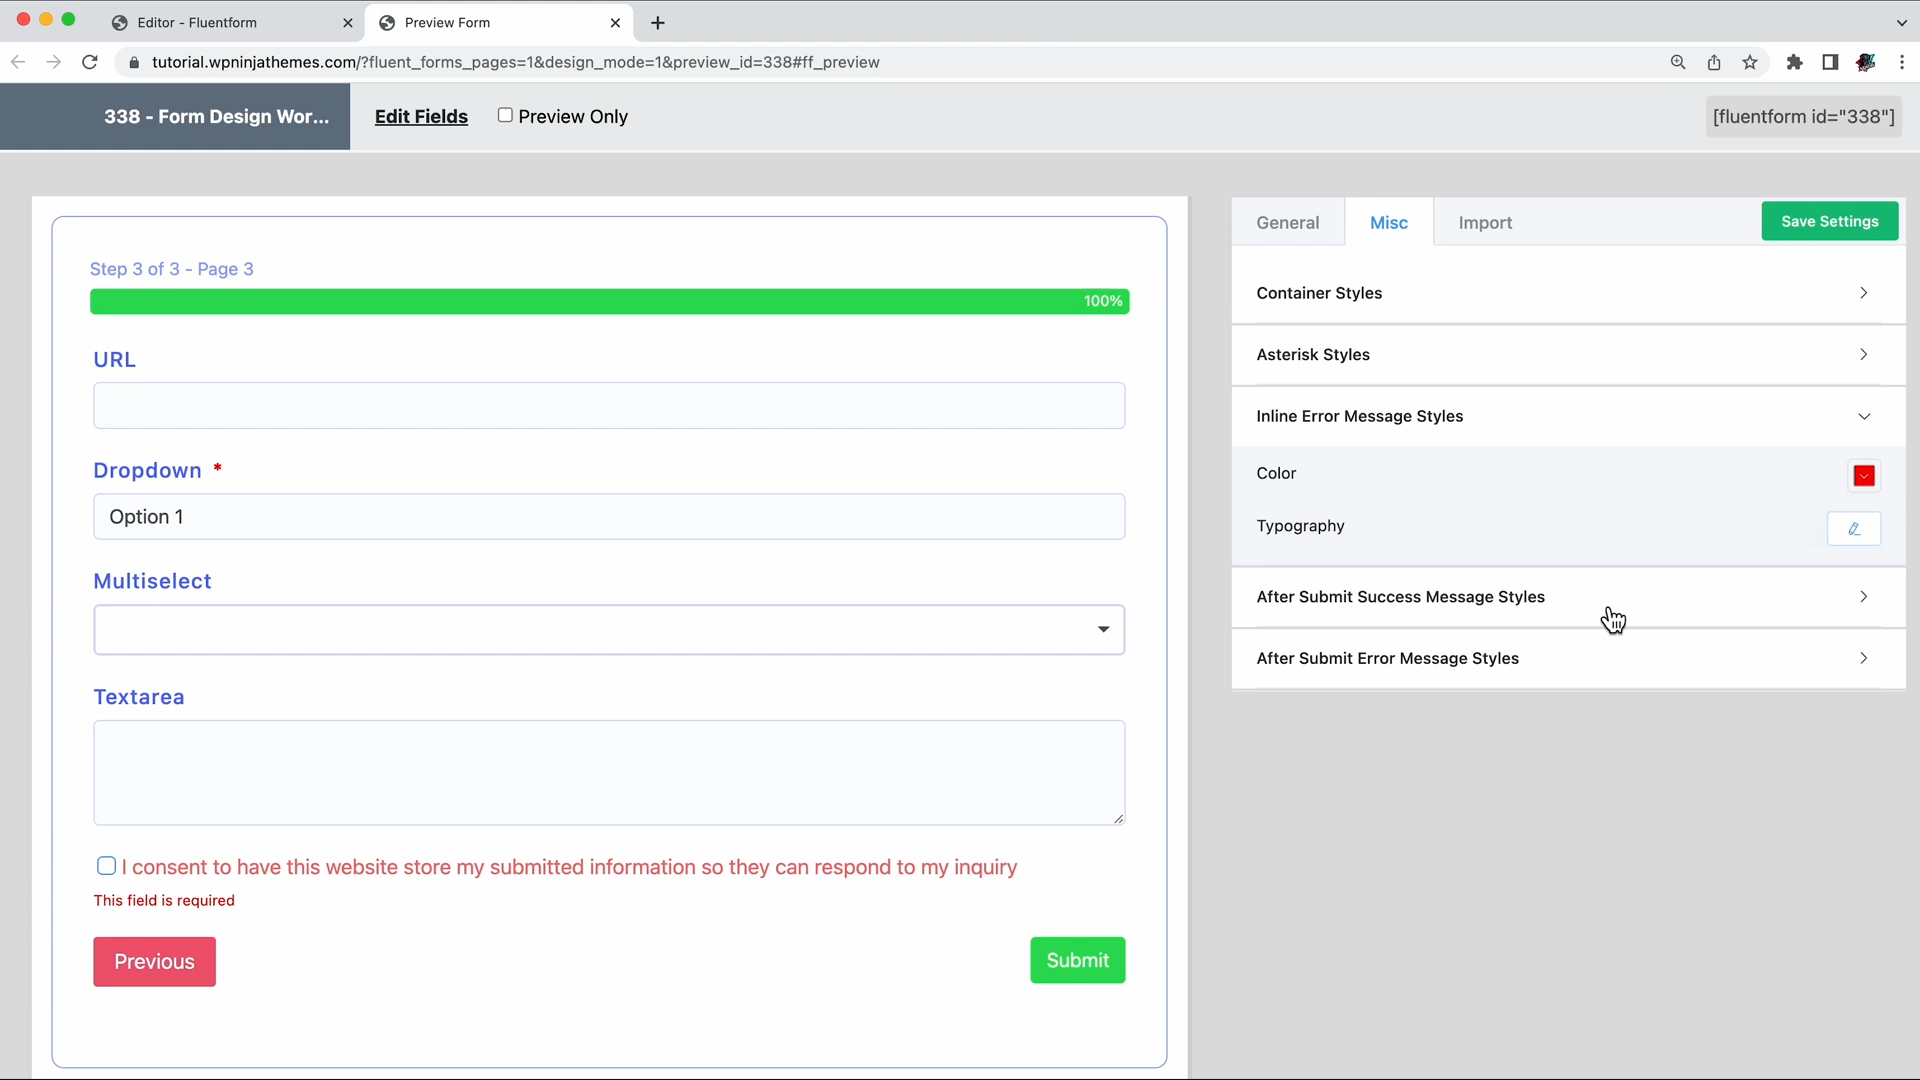 Editor - Fluentform
Preview Form
tutorial.wpninjathemes.com/?fluent_forms_pages=1&design_mode=1&preview_id=338#ff_preview
338 - Form Design Wor...
Edit Fields
Preview Only
[fluentform id="338"]
General
Misc
Import
Save Settings
Step 3 of 3 - Page 3
100%
URL
Dropdown *
Option 1
Multiselect
Textarea
I consent to have this website store my submitted information so they can respond to my inquiry
This field is required
Previous
Submit
Container Styles
Asterisk Styles
Inline Error Message Styles
Color
Typography
After Submit Success Message Styles
After Submit Error Message Styles